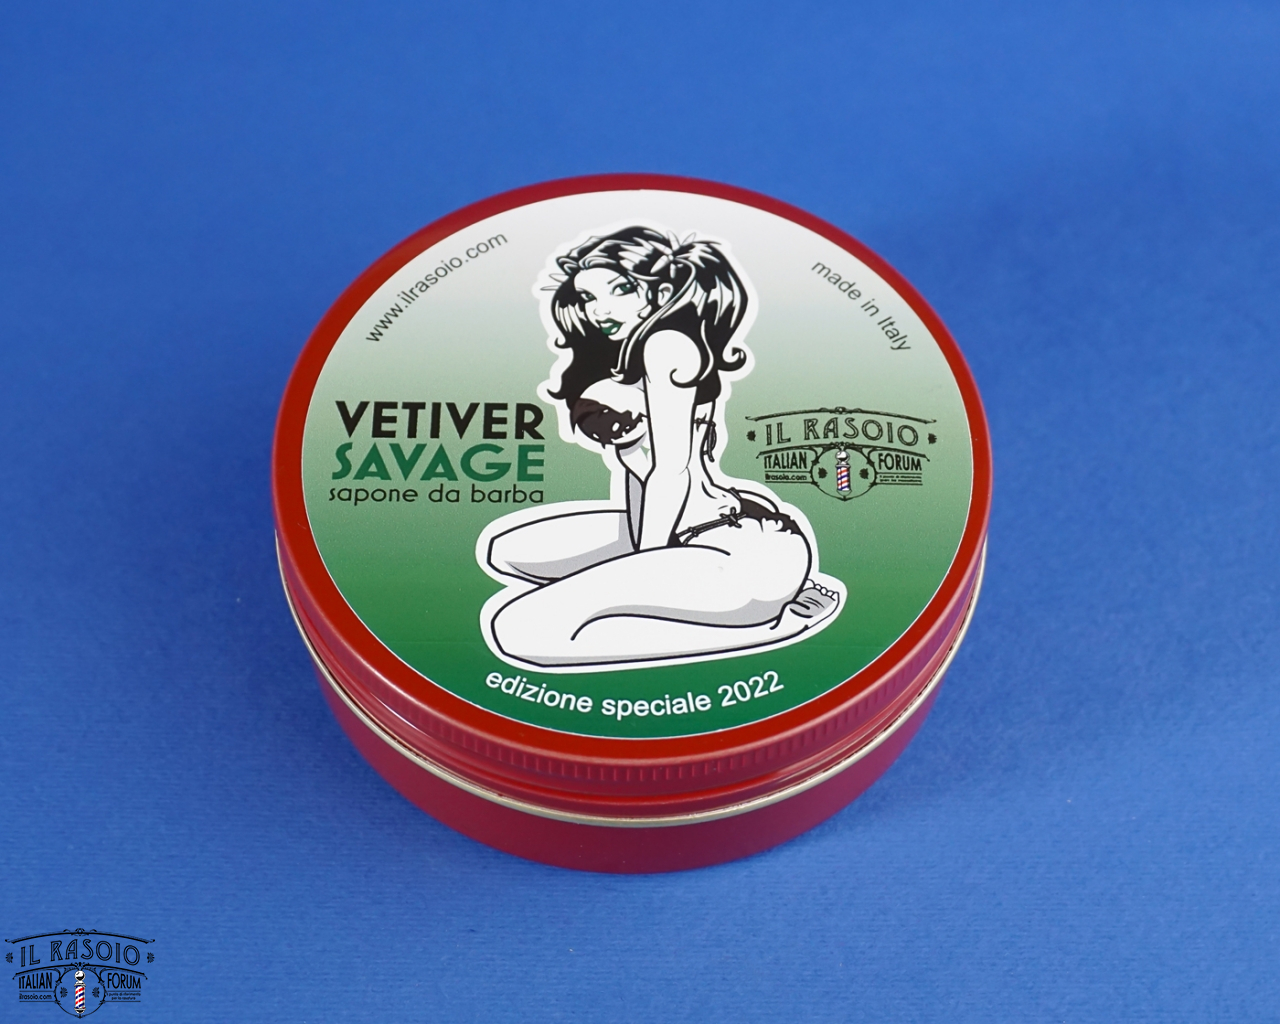 www.ilrasoio.com
made in Italy
VETIVER
SAVAGE
sapone da barba
IL RASOIO
ITALIAN FORUM
ilrasoio.com
edizione speciale 2022
IL RASOIO
ITALIAN FORUM
ilrasoio.com